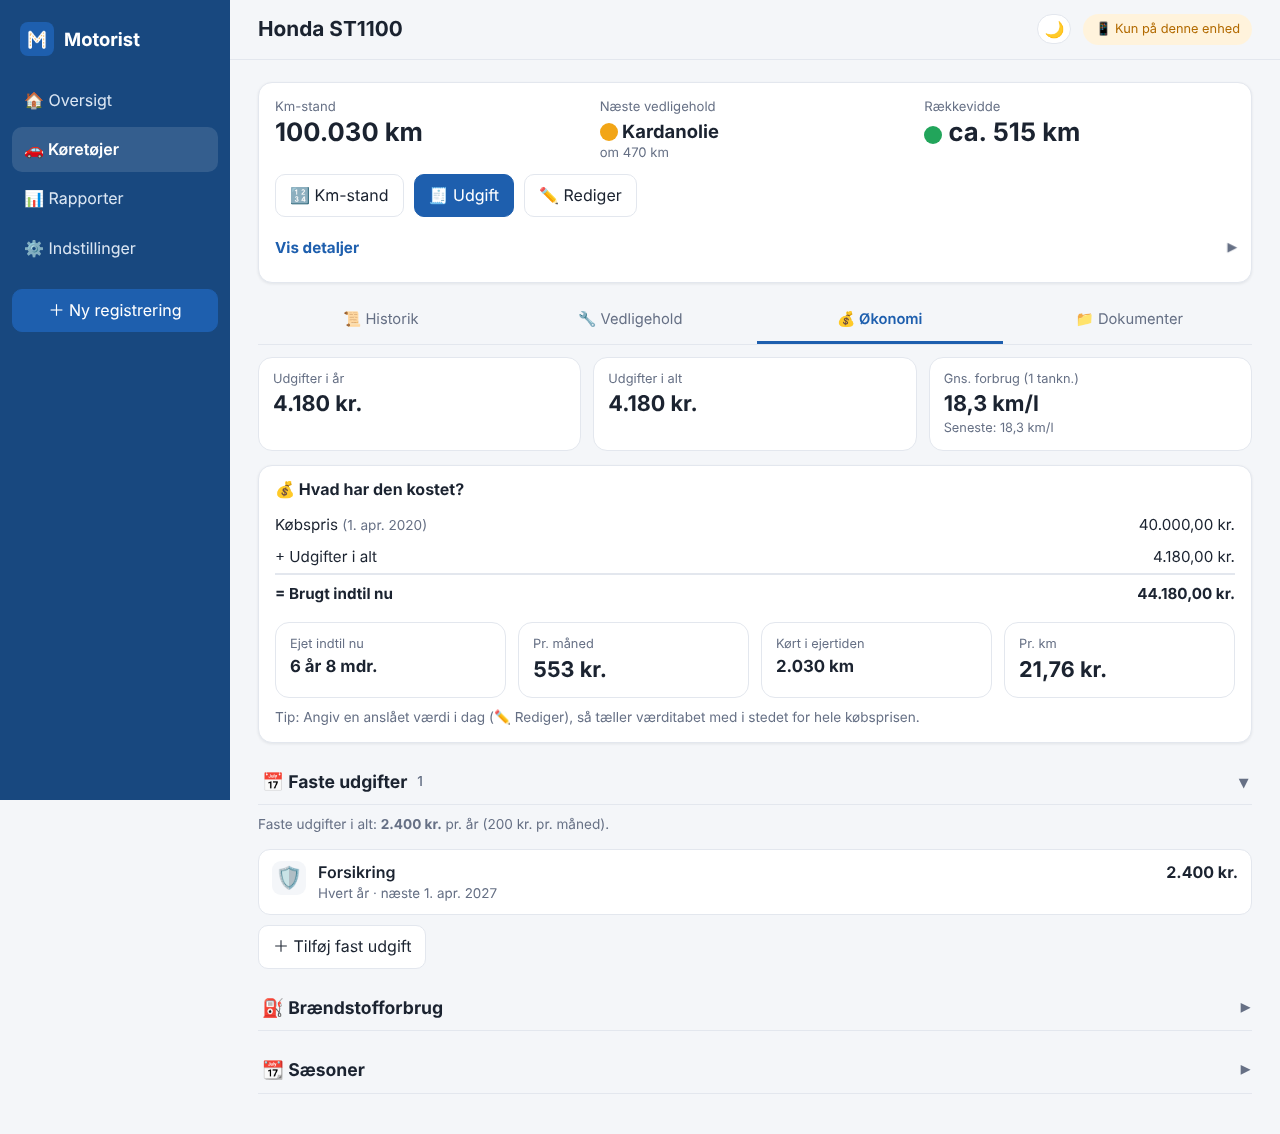 Motorist
Oversigt
Køretøjer
Rapporter
Indstillinger
+ Ny registrering
Honda ST1100
Kun på denne enhed
Km-stand
100.030 km
Næste vedligehold
Kardanolie
om 470 km
Rækkevidde
ca. 515 km
Km-stand
Udgift
Rediger
Vis detaljer
Historik
Vedligehold
Økonomi
Dokumenter
Udgifter i år
4.180 kr.
Udgifter i alt
4.180 kr.
Gns. forbrug (1 tankn.)
18,3 km/l
Seneste: 18,3 km/l
Hvad har den kostet?
Købspris (1. apr. 2020) 40.000,00 kr.
+ Udgifter i alt 4.180,00 kr.
= Brugt indtil nu 44.180,00 kr.
Ejet indtil nu
6 år 8 mdr.
Pr. måned
553 kr.
Kørt i ejertiden
2.030 km
Pr. km
21,76 kr.
Tip: Angiv en anslået værdi i dag (✏️ Rediger), så tæller værditabet med i stedet for hele købsprisen.
Faste udgifter 1
Faste udgifter i alt: 2.400 kr. pr. år (200 kr. pr. måned).
Forsikring 2.400 kr.
Hvert år · næste 1. apr. 2027
+ Tilføj fast udgift
Brændstofforbrug
Sæsoner